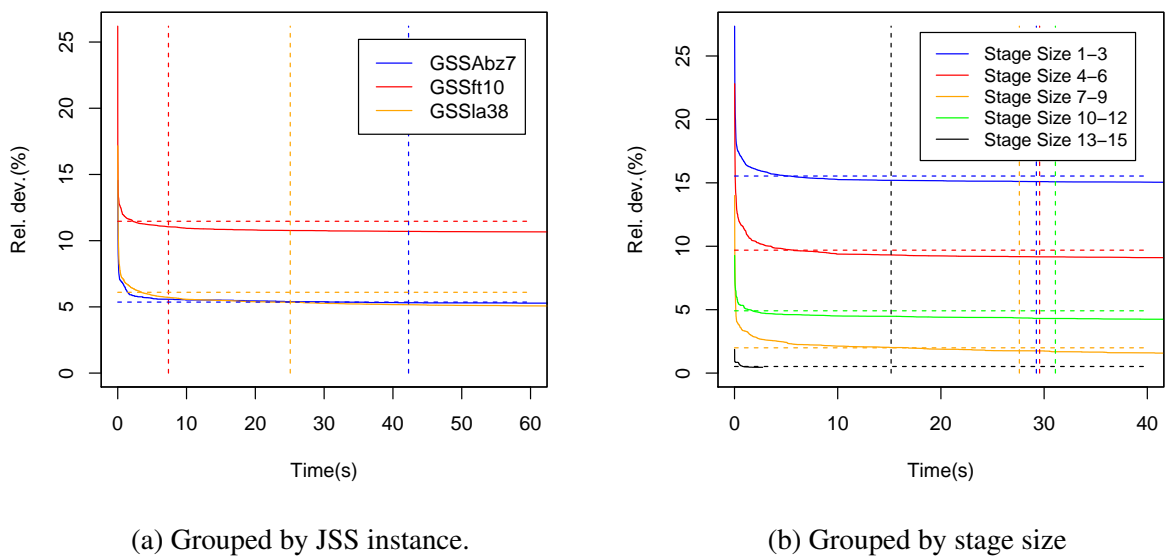 0 5 10 15 20 25
Rel. dev.(%)
GSSAbz7
GSSft10
GSSla38
0 10 20 30 40 50 60
Time(s)
(a) Grouped by JSS instance.
0 5 10 15 20 25
Rel. dev.(%)
Stage Size 1−3
Stage Size 4−6
Stage Size 7−9
Stage Size 10−12
Stage Size 13−15
0 10 20 30 40
Time(s)
(b) Grouped by stage size